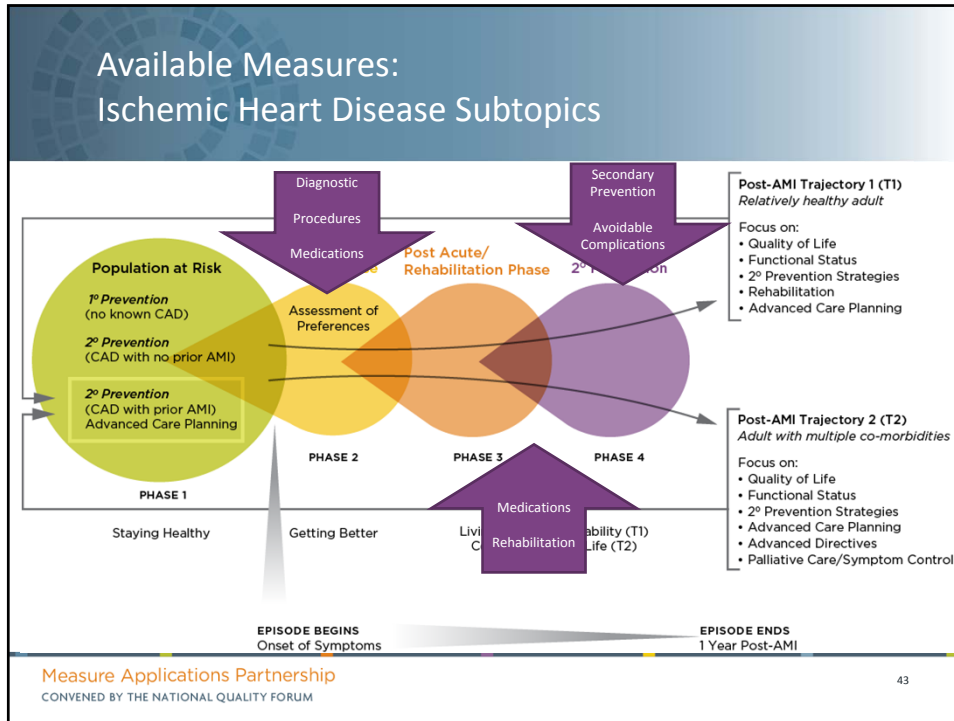 Available Measures:
Ischemic Heart Disease Subtopics
Diagnostic
Procedures
Medications
Secondary
Prevention
Avoidable
Complications
Post-AMI Trajectory 1 (T1)
Relatively healthy adult
Focus on:
• Quality of Life
• Functional Status
• 2º Prevention Strategies
• Rehabilitation
• Advanced Care Planning
Population at Risk
1º Prevention
(no known CAD)
2º Prevention
(CAD with no prior AMI)
2º Prevention
(CAD with prior AMI)
Advanced Care Planning
Assessment of
Preferences
Post Acute/
Rehabilitation Phase
2º
PHASE 1
PHASE 2
PHASE 3
PHASE 4
Staying Healthy
Getting Better
(T1)
Life (T2)
Medications
Rehabilitation
Post-AMI Trajectory 2 (T2)
Adult with multiple co-morbidities
Focus on:
• Quality of Life
• Functional Status
• 2º Prevention Strategies
• Advanced Care Planning
• Advanced Directives
• Palliative Care/Symptom Control
EPISODE BEGINS
Onset of Symptoms
EPISODE ENDS
1 Year Post-AMI
Measure Applications Partnership
CONVENED BY THE NATIONAL QUALITY FORUM
43